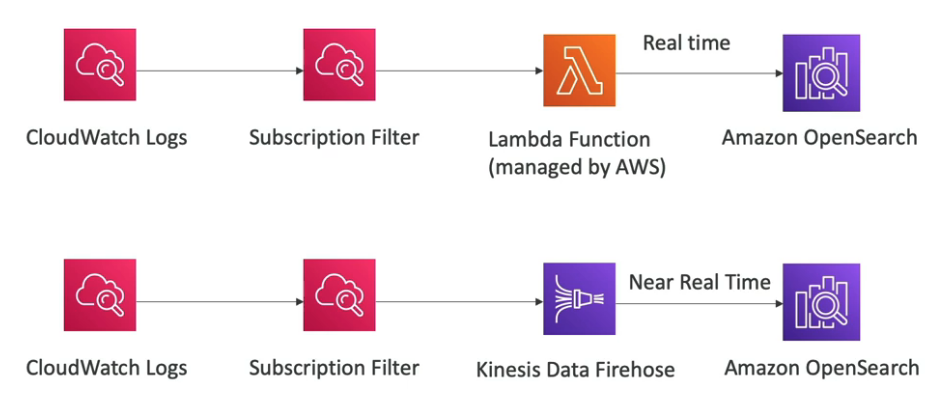 Real time
CloudWatch Logs
Subscription Filter
Lambda Function
(managed by AWS)
Amazon OpenSearch
Near Real Time
CloudWatch Logs
Subscription Filter
Kinesis Data Firehose
Amazon OpenSearch